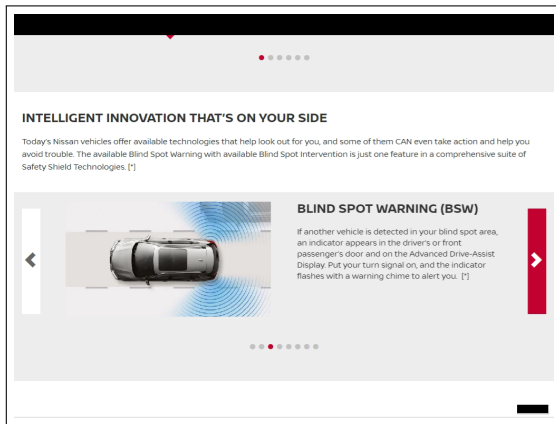 INTELLIGENT INNOVATION THAT'S ON YOUR SIDE
Today's Nissan vehicles offer available technologies that help look out for you, and some of them CAN even take action and help you
avoid trouble. The available Blind Spot Warning with available Blind Spot Intervention is just one feature in a comprehensive suite of
Safety Shield Technologies. [*]
BLIND SPOT WARNING (BSW)
If another vehicle is detected in your blind spot area,
an indicator appears in the driver's or front
passenger's door and on the Advanced Drive-Assist
Display. Put your turn signal on, and the indicator
flashes with a warning chime to alert you. [*]